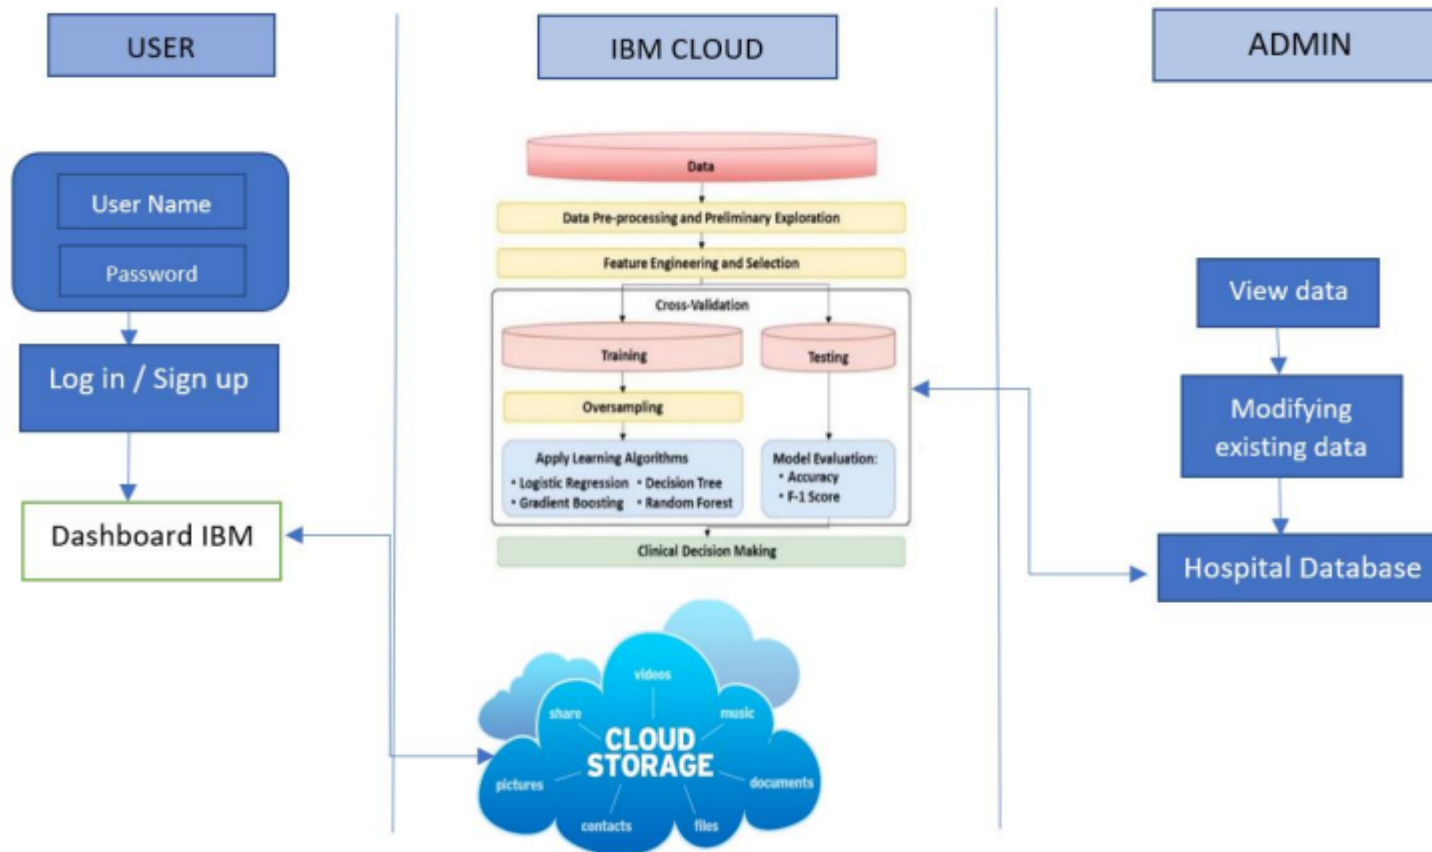 USER
IBM CLOUD
ADMIN
User Name
Password
Log in / Sign up
Dashboard IBM
Data
Data Pre-processing and Preliminary Exploration
Feature Engineering and Selection
Cross-Validation
Training
Testing
Oversampling
Apply Learning Algorithms
• Logistic Regression • Decision Tree
• Gradient Boosting • Random Forest
Model Evaluation:
• Accuracy
• F-1 Score
Clinical Decision Making
videos
share
music
CLOUD
STORAGE
pictures
documents
contacts
files
View data
Modifying
existing data
Hospital Database